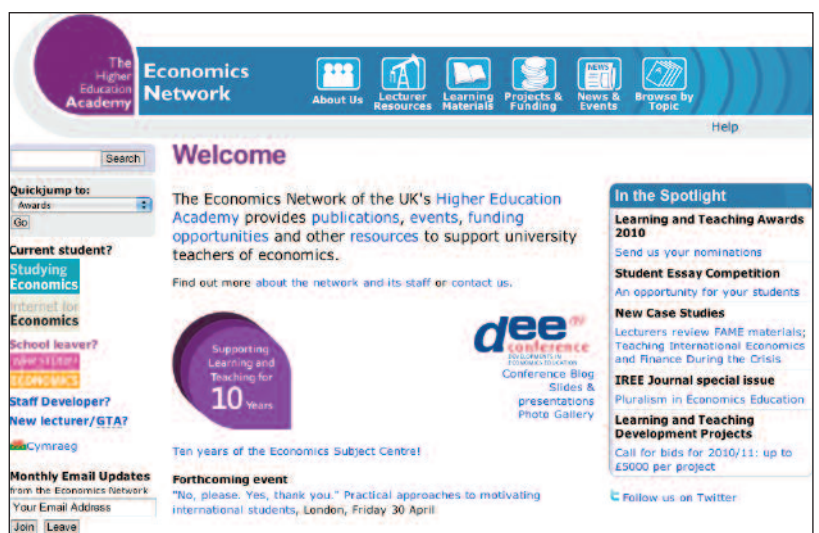 The
Higher
Education
Academy
Economics
Network
About Us
Lecturer
Resources
Learning
Materials
Projects &
Funding
NEWS
News &
Events
Browse by
Topic
Help
Search
Quickjump to:
Awards
Go
Current student?
Studying
Economics
Internet for
Economics
School leaver?
WHY STUDY
ECONOMICS
Staff Developer?
New lecturer/GTA?
Cymraeg
Monthly Email Updates
from the Economics Network
Your Email Address
Join Leave
Welcome
The Economics Network of the UK's Higher Education
Academy provides publications, events, funding
opportunities and other resources to support university
teachers of economics.
Find out more about the network and its staff or contact us.
Supporting
Learning and
Teaching for
10 Years
Ten years of the Economics Subject Centre!
dee
conference
DEVELOPMENTS IN
ECONOMICS EDUCATION
Conference Blog
Slides &
presentations
Photo Gallery
Forthcoming event
"No, please. Yes, thank you." Practical approaches to motivating
international students, London, Friday 30 April
In the Spotlight
Learning and Teaching Awards
2010
Send us your nominations
Student Essay Competition
An opportunity for your students
New Case Studies
Lecturers review FAME materials;
Teaching International Economics
and Finance During the Crisis
IREE Journal special issue
Pluralism in Economics Education
Learning and Teaching
Development Projects
Call for bids for 2010/11: up to
£5000 per project
Follow us on Twitter